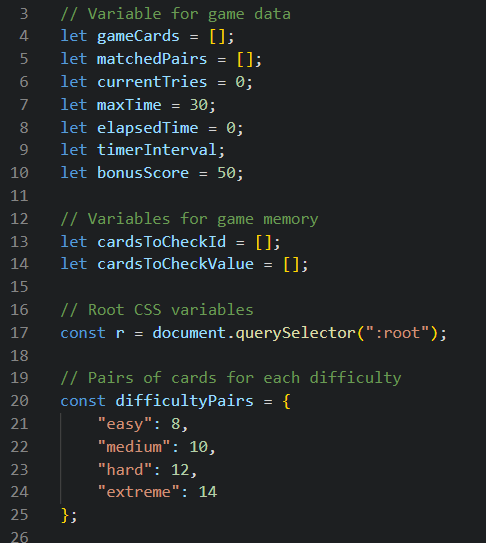 3 // Variable for game data
4 let gameCards = [];
5 let matchedPairs = [];
6 let currentTries = 0;
7 let maxTime = 30;
8 let elapsedTime = 0;
9 let timerInterval;
10 let bonusScore = 50;
11
12 // Variables for game memory
13 let cardsToCheckId = [];
14 let cardsToCheckValue = [];
15
16 // Root CSS variables
17 const r = document.querySelector(":root");
18
19 // Pairs of cards for each difficulty
20 const difficultyPairs = {
21     "easy": 8,
22     "medium": 10,
23     "hard": 12,
24     "extreme": 14
25 };
26